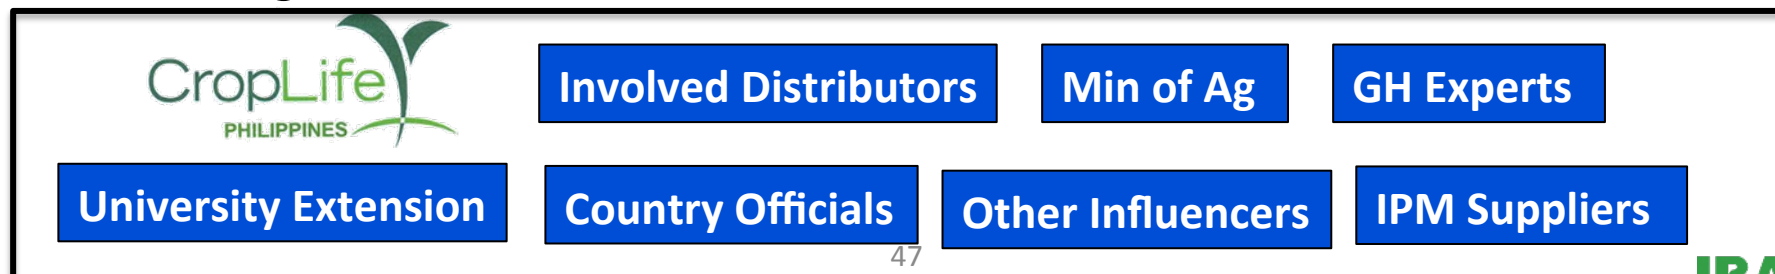 CropLife
PHILIPPINES
Involved Distributors
Min of Ag
GH Experts
University Extension
Country Officials
Other Influencers
IPM Suppliers
47